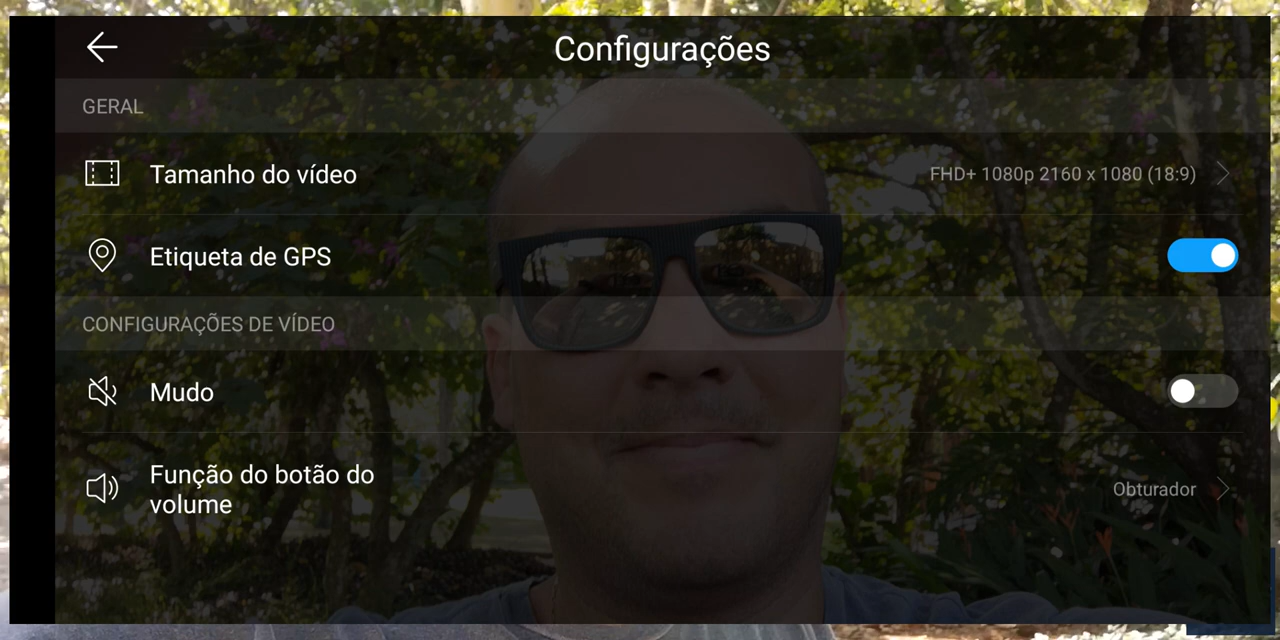 Configurações
GERAL
Tamanho do vídeo
FHD+ 1080p 2160 x 1080 (18:9)
Etiqueta de GPS
CONFIGURAÇÕES DE VÍDEO
Mudo
Função do botão do
volume
Obturador